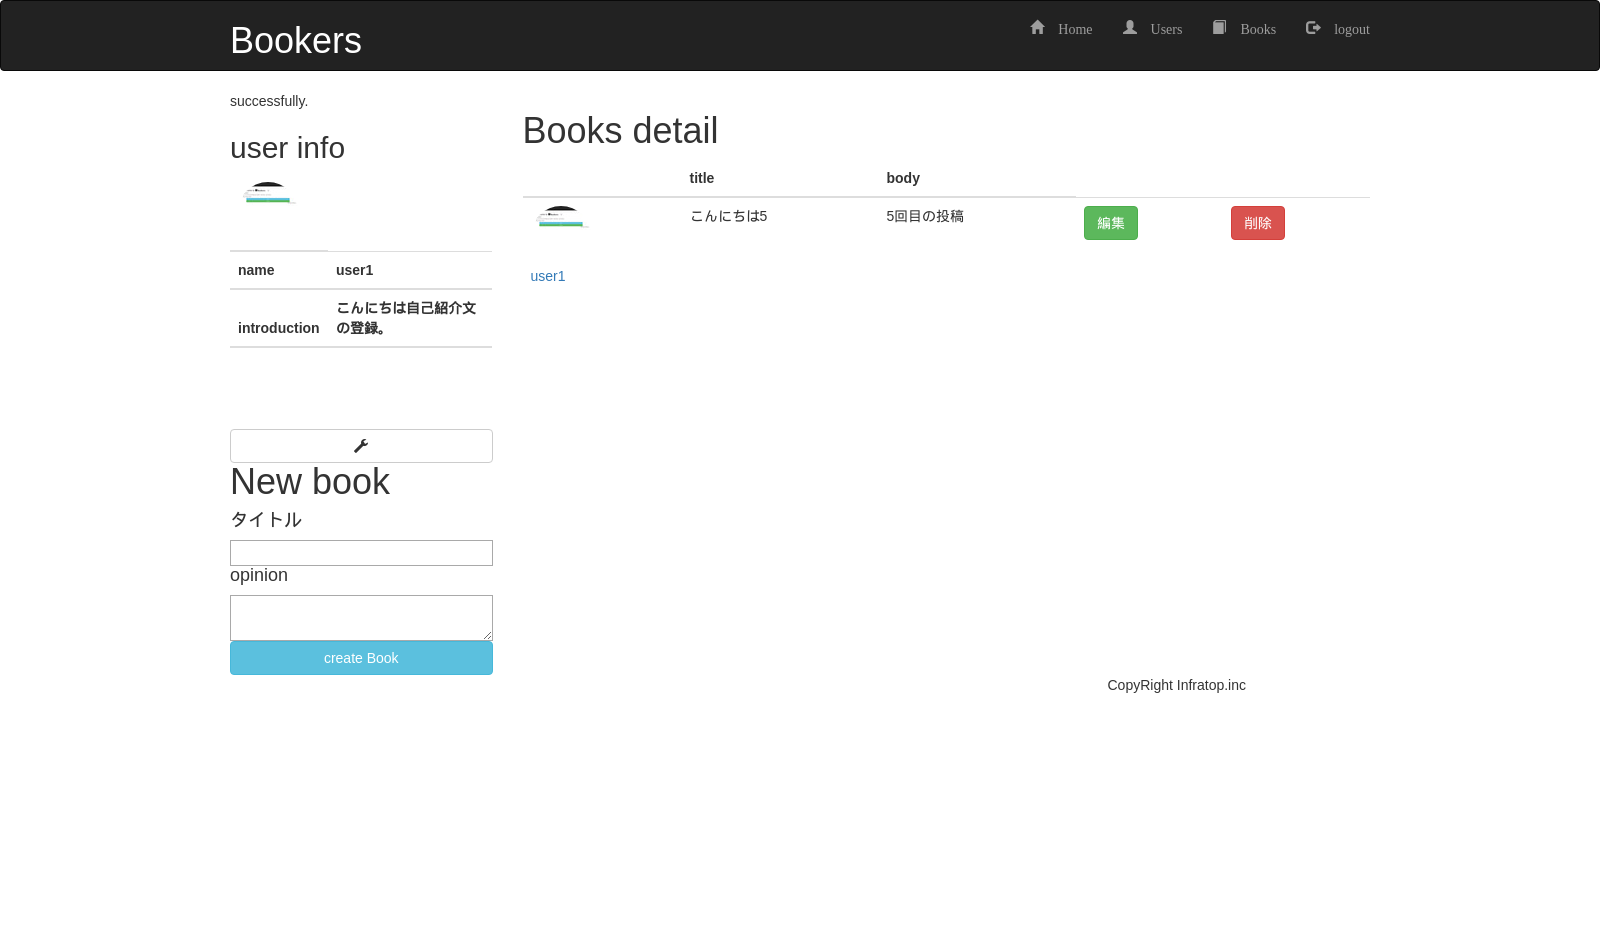 Bookers
Home
Users
Books
logout
successfully.
user info
name
user1
introduction
こんにちは自己紹介文
の登録。
New book
タイトル
opinion
create Book
Books detail
title
body
こんにちは5
5回目の投稿
編集
削除
user1
CopyRight Infratop.inc